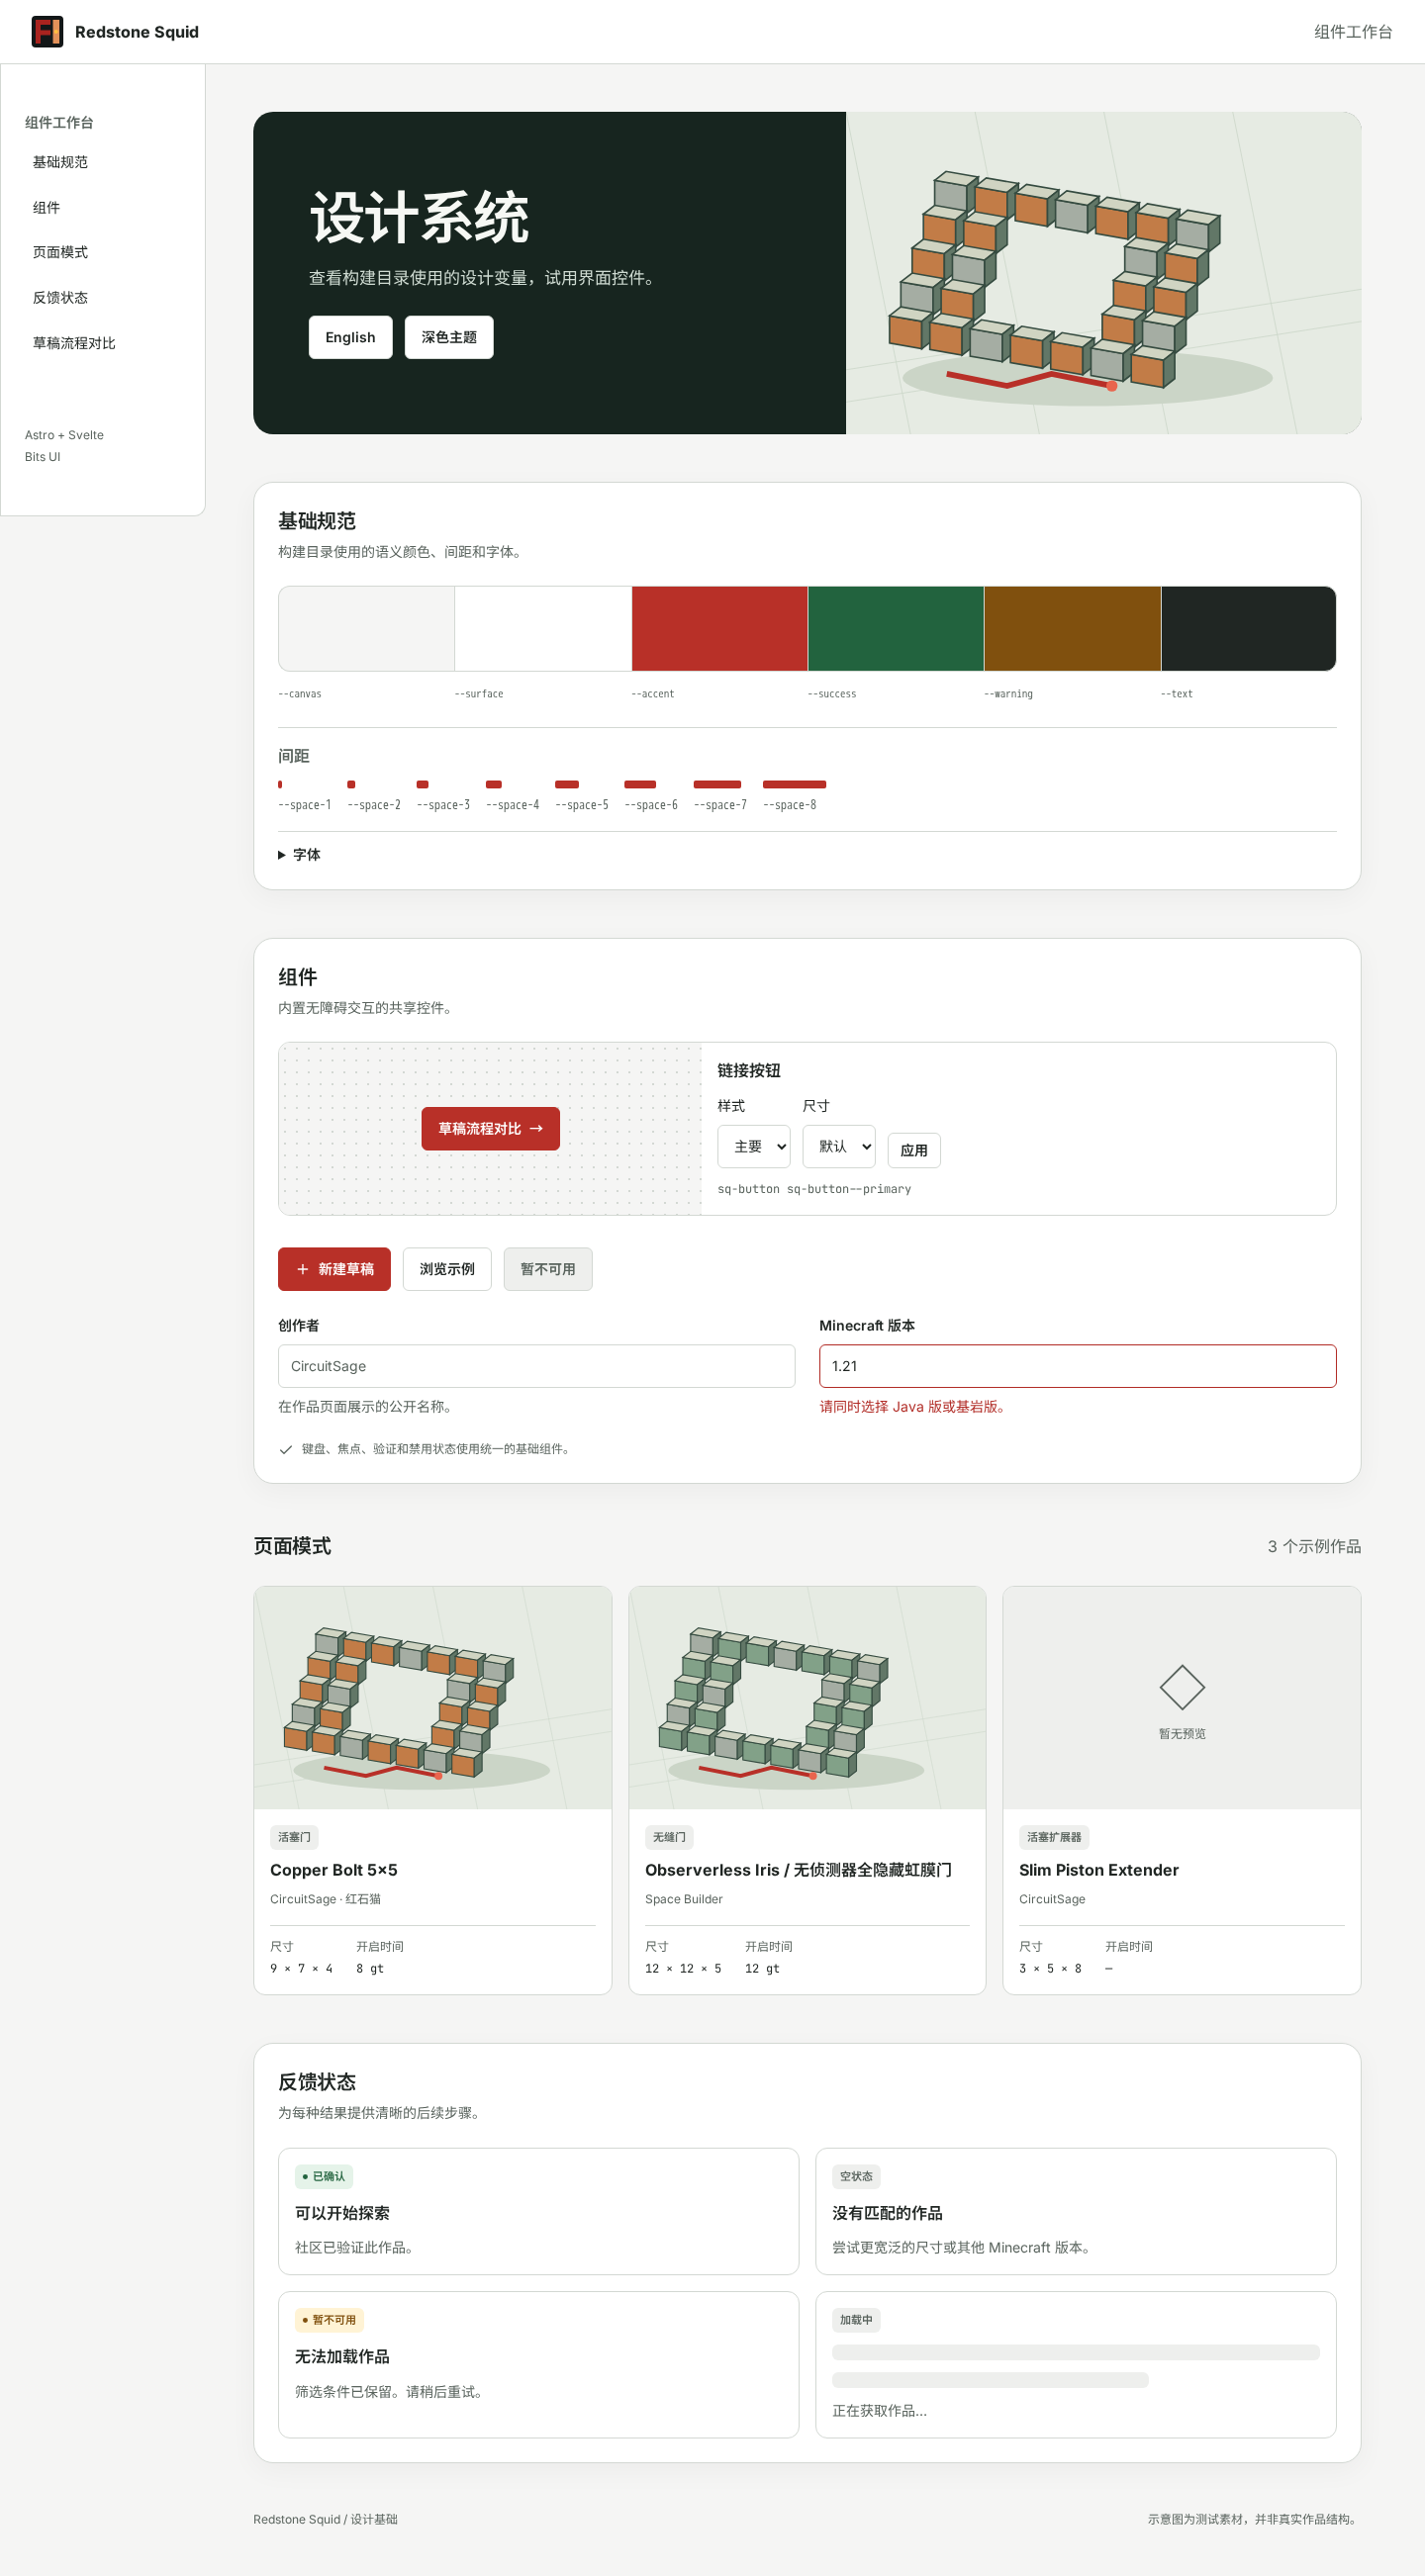 Redstone Squid
组件工作台
组件工作台
基础规范
组件
页面模式
反馈状态
草稿流程对比
Astro + Svelte
Bits UI
设计系统
查看构建目录使用的设计变量，试用界面控件。
English 深色主题
基础规范
构建目录使用的语义颜色、间距和字体。
--canvas --surface --accent --success --warning --text
间距
--space-1 --space-2 --space-3 --space-4 --space-5 --space-6 --space-7 --space-8
字体
组件
内置无障碍交互的共享控件。
草稿流程对比 →
链接按钮
样式 尺寸
主要 默认 应用
sq-button sq-button--primary
+ 新建草稿 浏览示例 暂不可用
创作者
CircuitSage
在作品页面展示的公开名称。
Minecraft 版本
1.21
请同时选择 Java 版或基岩版。
键盘、焦点、验证和禁用状态使用统一的基础组件。
页面模式
3 个示例作品
活塞门
Copper Bolt 5×5
CircuitSage · 红石猫
尺寸 开启时间
9 × 7 × 4 8 gt
无缝门
Observerless Iris / 无侦测器全隐藏虹膜门
Space Builder
尺寸 开启时间
12 × 12 × 5 12 gt
暂无预览
活塞扩展器
Slim Piston Extender
CircuitSage
尺寸 开启时间
3 × 5 × 8 —
反馈状态
为每种结果提供清晰的后续步骤。
已确认
可以开始探索
社区已验证此作品。
空状态
没有匹配的作品
尝试更宽泛的尺寸或其他 Minecraft 版本。
暂不可用
无法加载作品
筛选条件已保留。请稍后重试。
加载中
正在获取作品…
Redstone Squid / 设计基础
示意图为测试素材，并非真实作品结构。